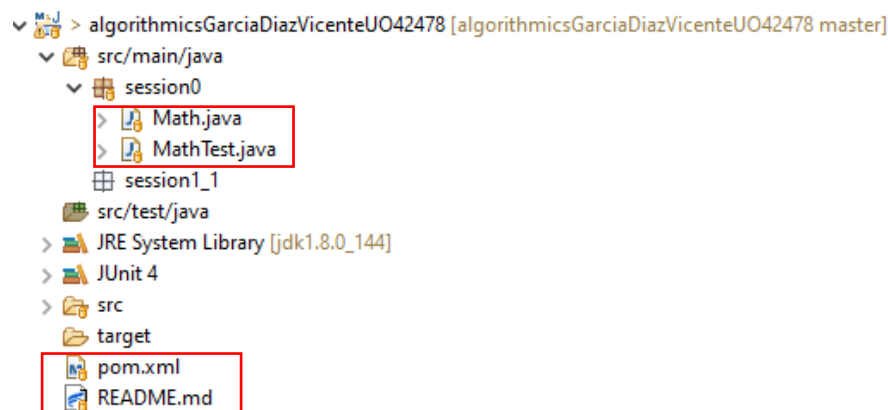 > algorithmicsGarciaDiazVicenteUO42478 [algorithmicsGarciaDiazVicenteUO42478 master]
src/main/java
session0
Math.java
MathTest.java
session1_1
src/test/java
JRE System Library [jdk1.8.0_144]
JUnit 4
src
target
pom.xml
README.md